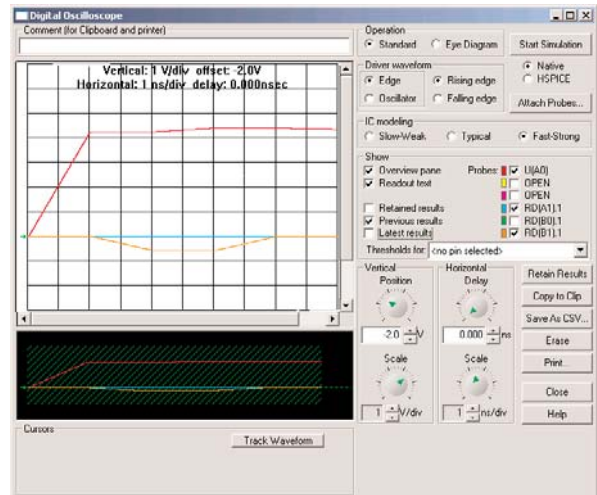 Digital Oscilloscope
Comment (for Clipboard and printer)
Vertical: 1 V/div offset: -2.0V
Horizontal: 1 ns/div delay: 0.000nsec
Operation
Standard
Eye Diagram
Start Simulation
Driver waveform
Edge
Rising edge
Oscillator
Falling edge
Native
HSPICE
Attach Probes...
IC modeling
Slow-Weak
Typical
Fast-Strong
Show
Overview pane
Readout text
Retained results
Previous results
Latest results
Probes:
U(A0)
OPEN
OPEN
RD(A1).1
RD(B0).1
RD(B1).1
Thresholds for:
<no pin selected>
Vertical
Position
-2.0 V
Scale
1 V/div
Horizontal
Delay
0.000 ns
Scale
1 ns/div
Retain Results
Copy to Clip
Save As CSV...
Erase
Print...
Close
Help
Cursors
Track Waveform